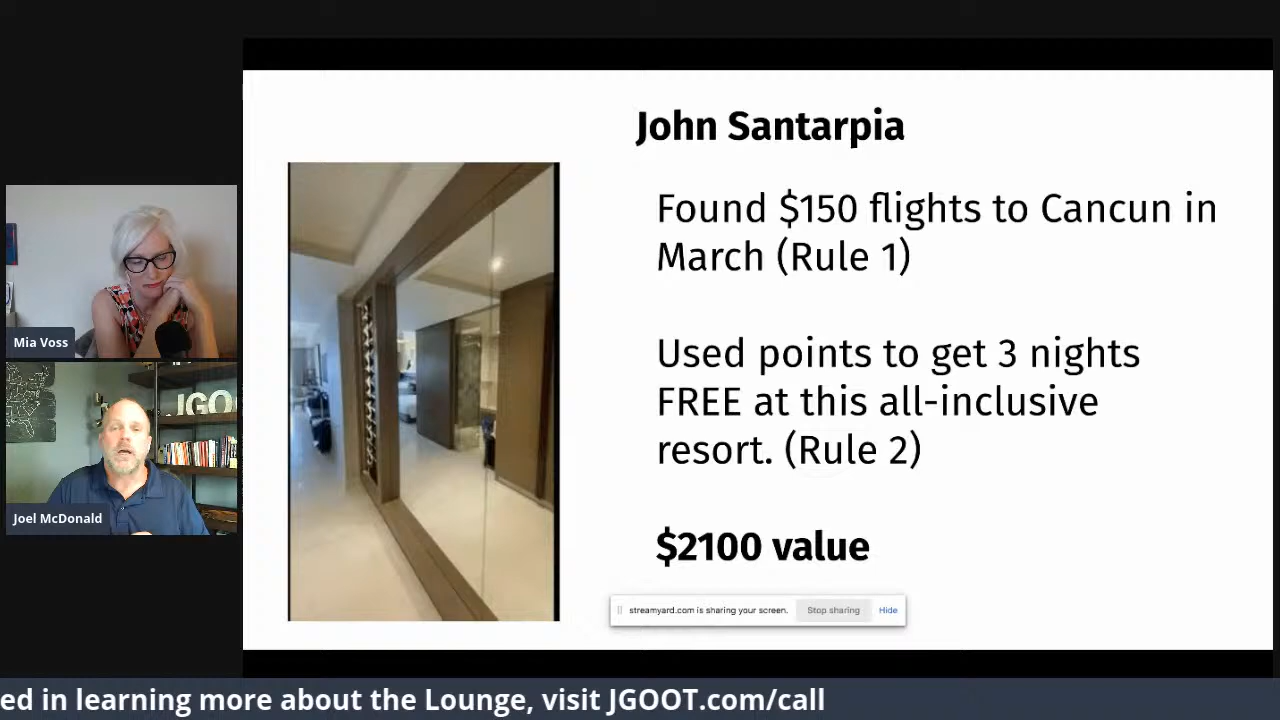 John Santarpia
Found $150 flights to Cancun in
March (Rule 1)
Used points to get 3 nights
FREE at this all-inclusive
resort. (Rule 2)
$2100 value
streamyard.com is sharing your screen.
Stop sharing
Hide
Mia Voss
JGO
Joel McDonald
ed in learning more about the Lounge, visit JGOOT.com/call